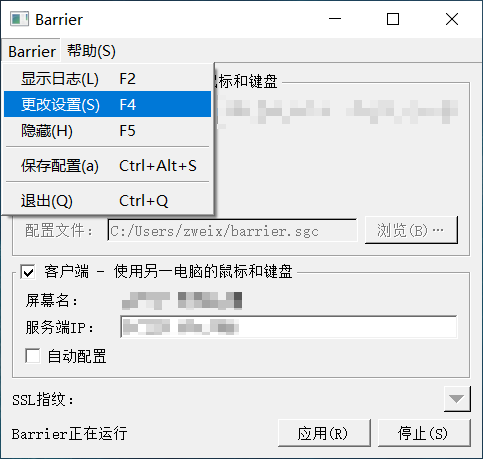 Barrier
Barrier 帮助(S)
显示日志(L) F2
鼠标和键盘
更改设置(S) F4
隐藏(H) F5
保存配置(a) Ctrl+Alt+S
退出(Q) Ctrl+Q
配置文件: C:/Users/zweix/barrier.sgc 浏览(B)…
客户端 - 使用另一电脑的鼠标和键盘
屏幕名:
服务端IP:
自动配置
SSL指纹:
Barrier正在运行 应用(R) 停止(S)